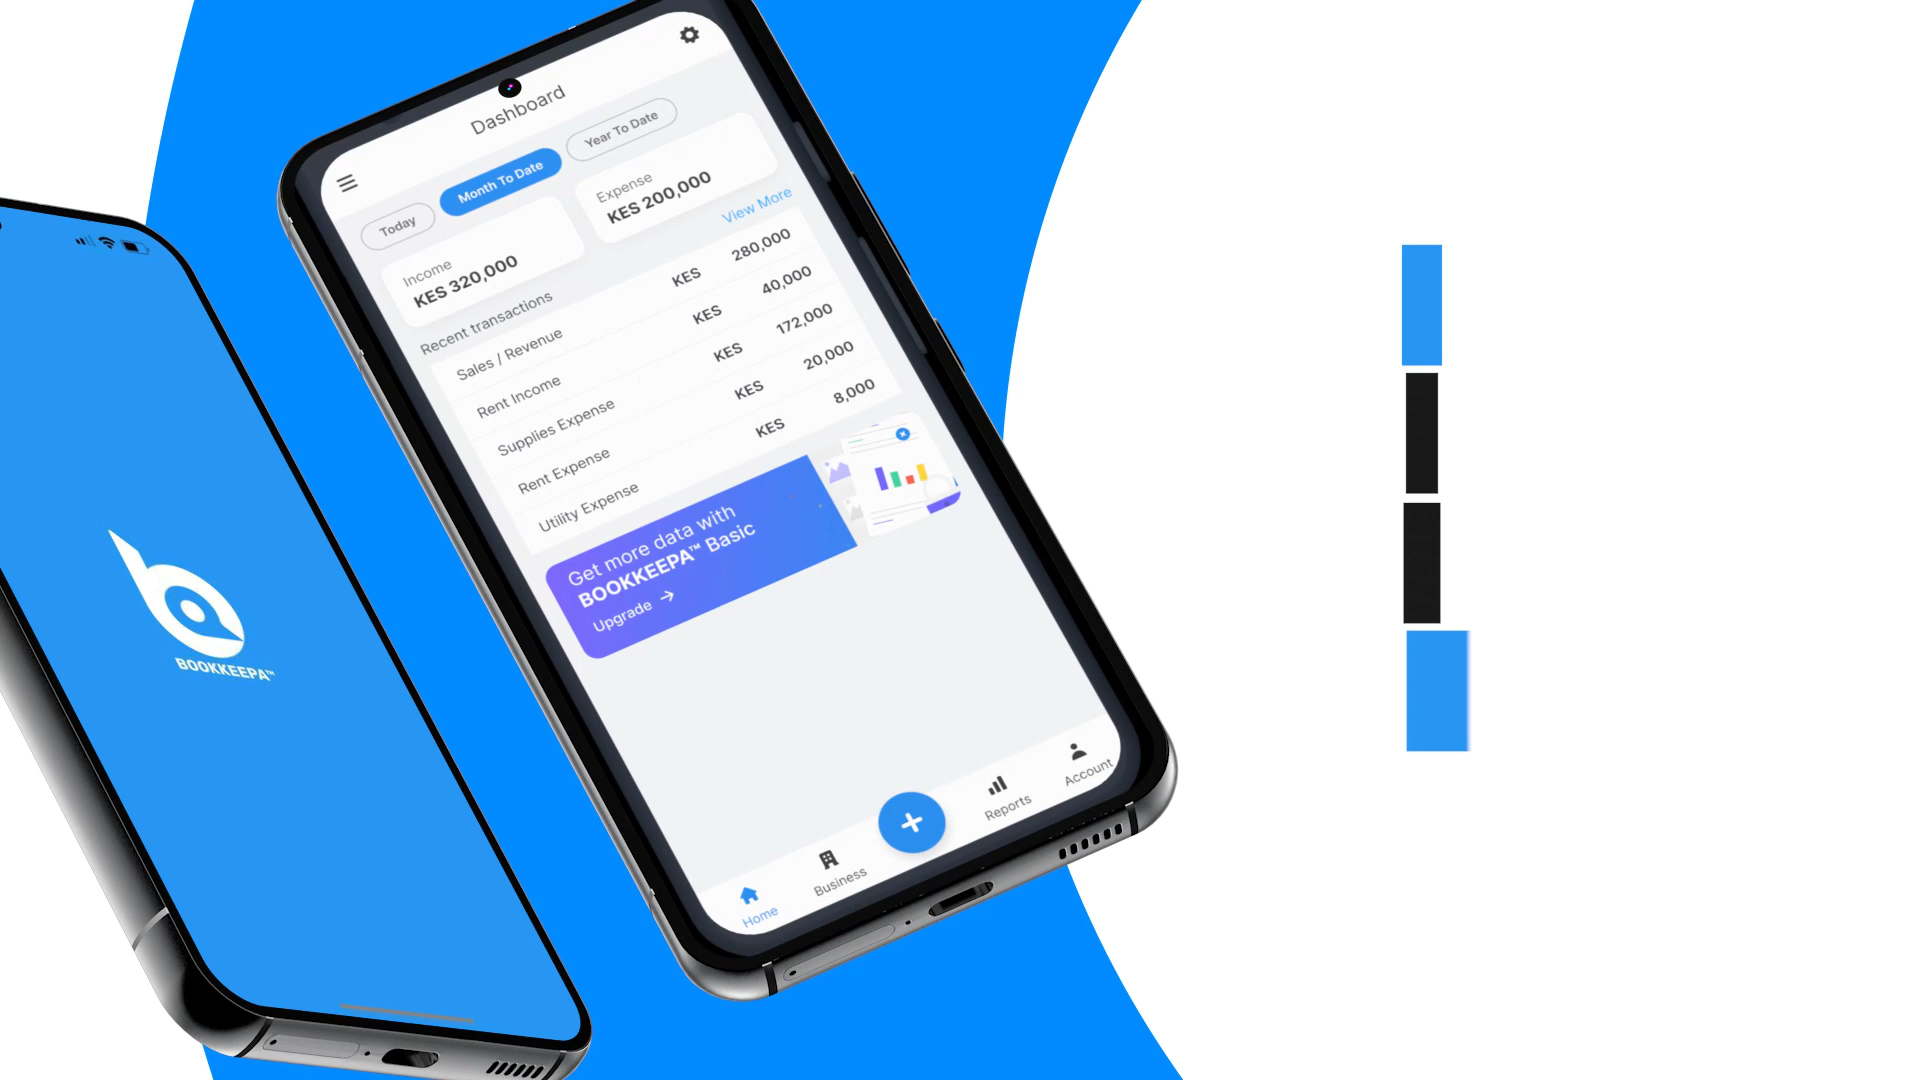 BOOKKEEPA™
Dashboard
Today
Month To Date
Year To Date
Income
KES 320,000
Expense
KES 200,000
Recent transactions
View More
Sales / Revenue KES 280,000
Rent Income KES 40,000
Supplies Expense KES 172,000
Rent Expense KES 20,000
Utility Expense KES 8,000
Get more data with
BOOKKEEPA™ Basic
Upgrade →
Home
Business
Reports
Account